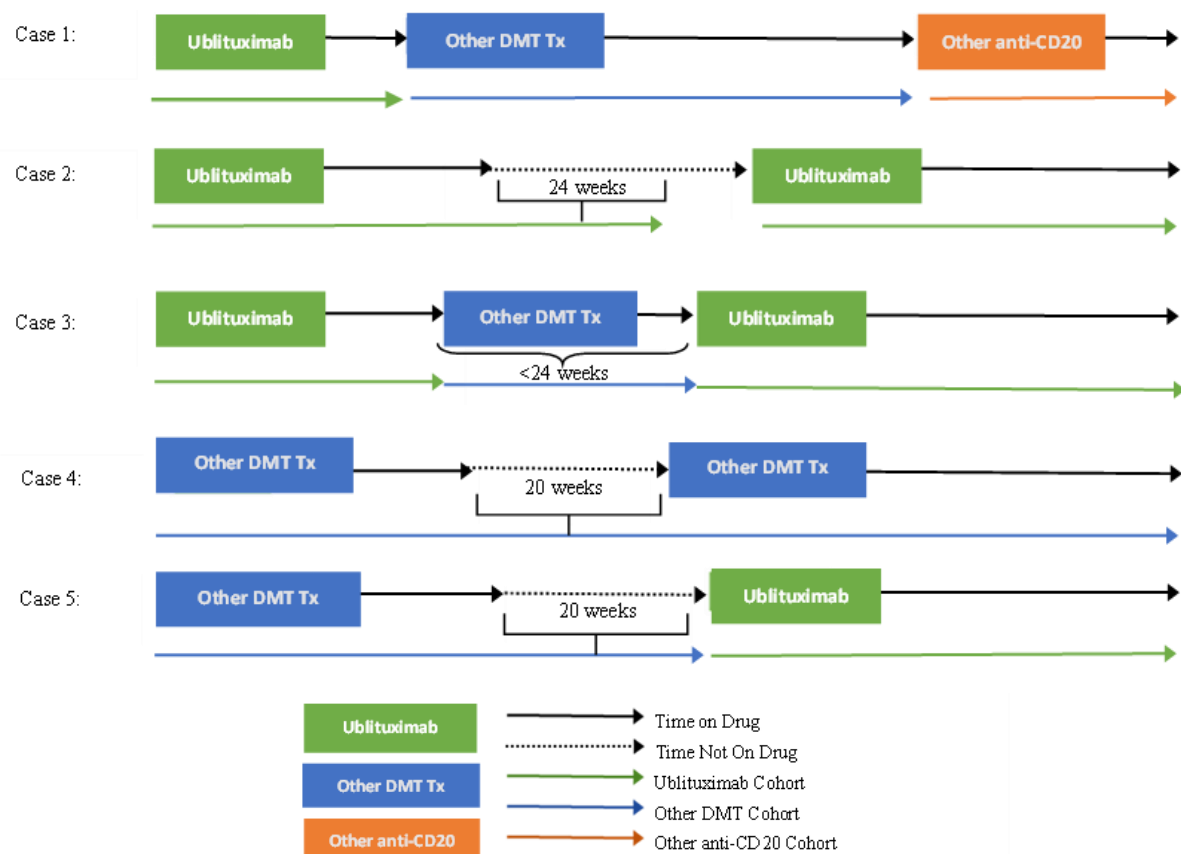 Case 1:
Ublituximab
Other DMT Tx
Other anti-CD20
Case 2:
Ublituximab
Ublituximab
24 weeks
Case 3:
Ublituximab
Other DMT Tx
Ublituximab
<24 weeks
Case 4:
Other DMT Tx
Other DMT Tx
20 weeks
Case 5:
Other DMT Tx
Ublituximab
20 weeks
Ublituximab
Time on Drug
Time Not On Drug
Ublituximab Cohort
Other DMT Tx
Other DMT Cohort
Other anti-CD20
Other anti-CD20 Cohort